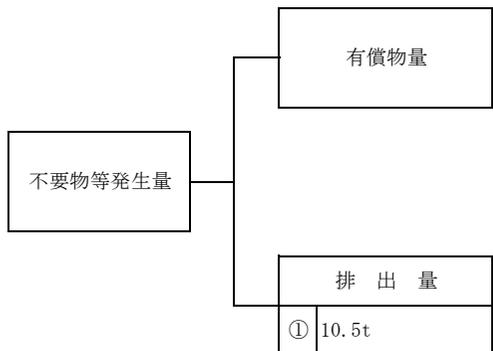 有償物量
不要物等発生量
排 出 量
① 10.5t